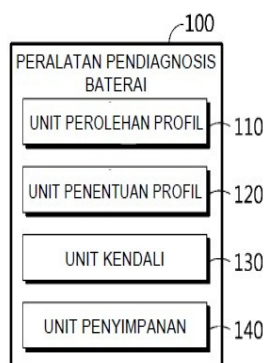 100
PERALATAN PENDIAGNOSIS
BATERAI
UNIT PEROLEHAN PROFIL 110
UNIT PENENTUAN PROFIL 120
UNIT KENDALI 130
UNIT PENYIMPANAN 140